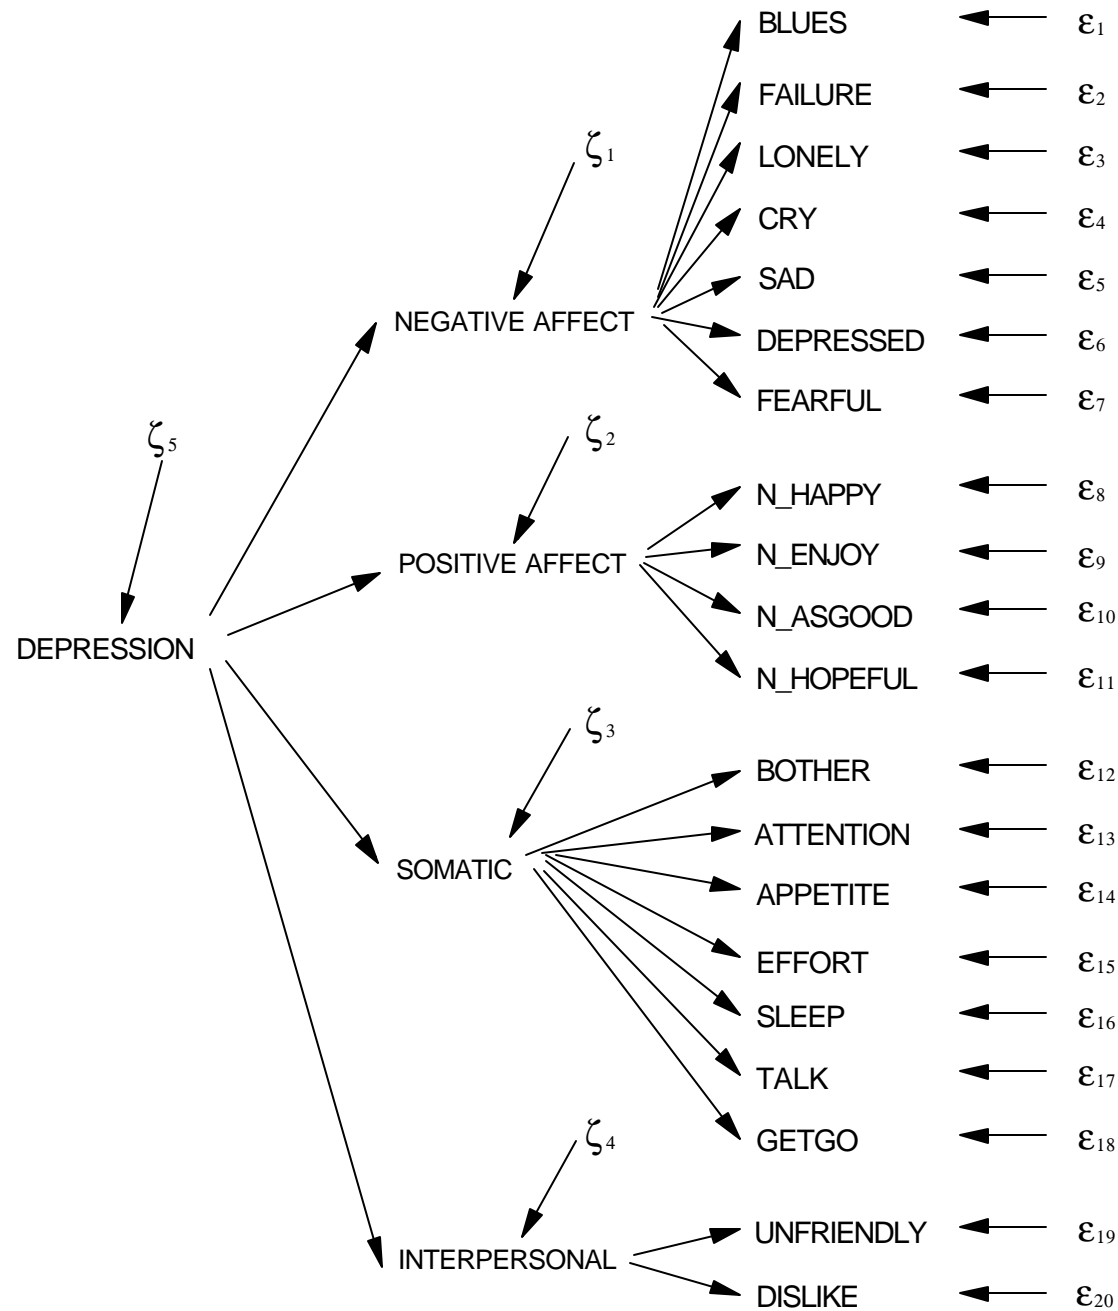 BLUES ε1
FAILURE ε2
ζ1
LONELY ε3
CRY ε4
SAD ε5
NEGATIVE AFFECT
DEPRESSED ε6
FEARFUL ε7
ζ5
ζ2
N_HAPPY ε8
N_ENJOY ε9
POSITIVE AFFECT
N_ASGOOD ε10
DEPRESSION
N_HOPEFUL ε11
ζ3
BOTHER ε12
ATTENTION ε13
SOMATIC
APPETITE ε14
EFFORT ε15
SLEEP ε16
TALK ε17
ζ4
GETGO ε18
UNFRIENDLY ε19
INTERPERSONAL
DISLIKE ε20